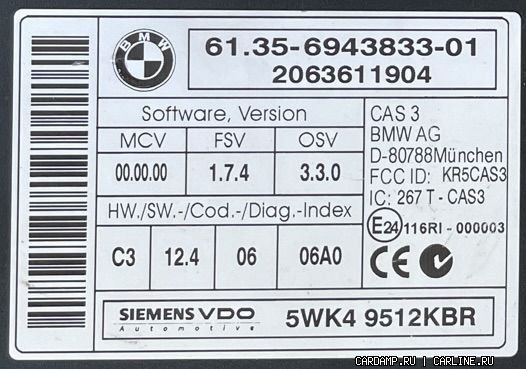 BMW
61.35-6943833-01
2063611904
Software, Version
MCV FSV OSV
00.00.00 1.7.4 3.3.0
HW./SW.-/Cod.-/Diag.-Index
C3 12.4 06 06A0
CAS 3
BMW AG
D-80788München
FCC ID: KR5CAS3
IC: 267 T - CAS3
E24 116RI - 000003
CE
SIEMENS VDO
Automotive
5WK4 9512KBR
CARDAMP.RU | CARLINE.RU